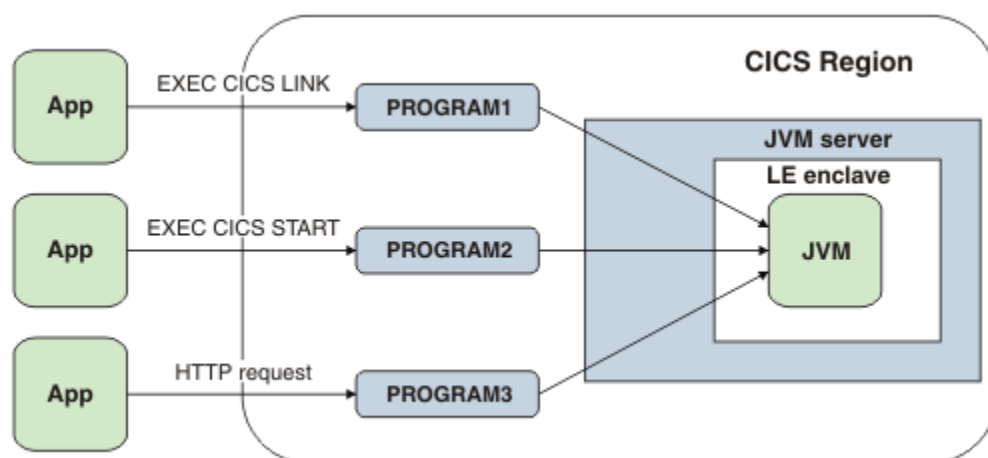 CICS Region
App
EXEC CICS LINK
PROGRAM1
JVM server
LE enclave
App
EXEC CICS START
PROGRAM2
JVM
App
HTTP request
PROGRAM3